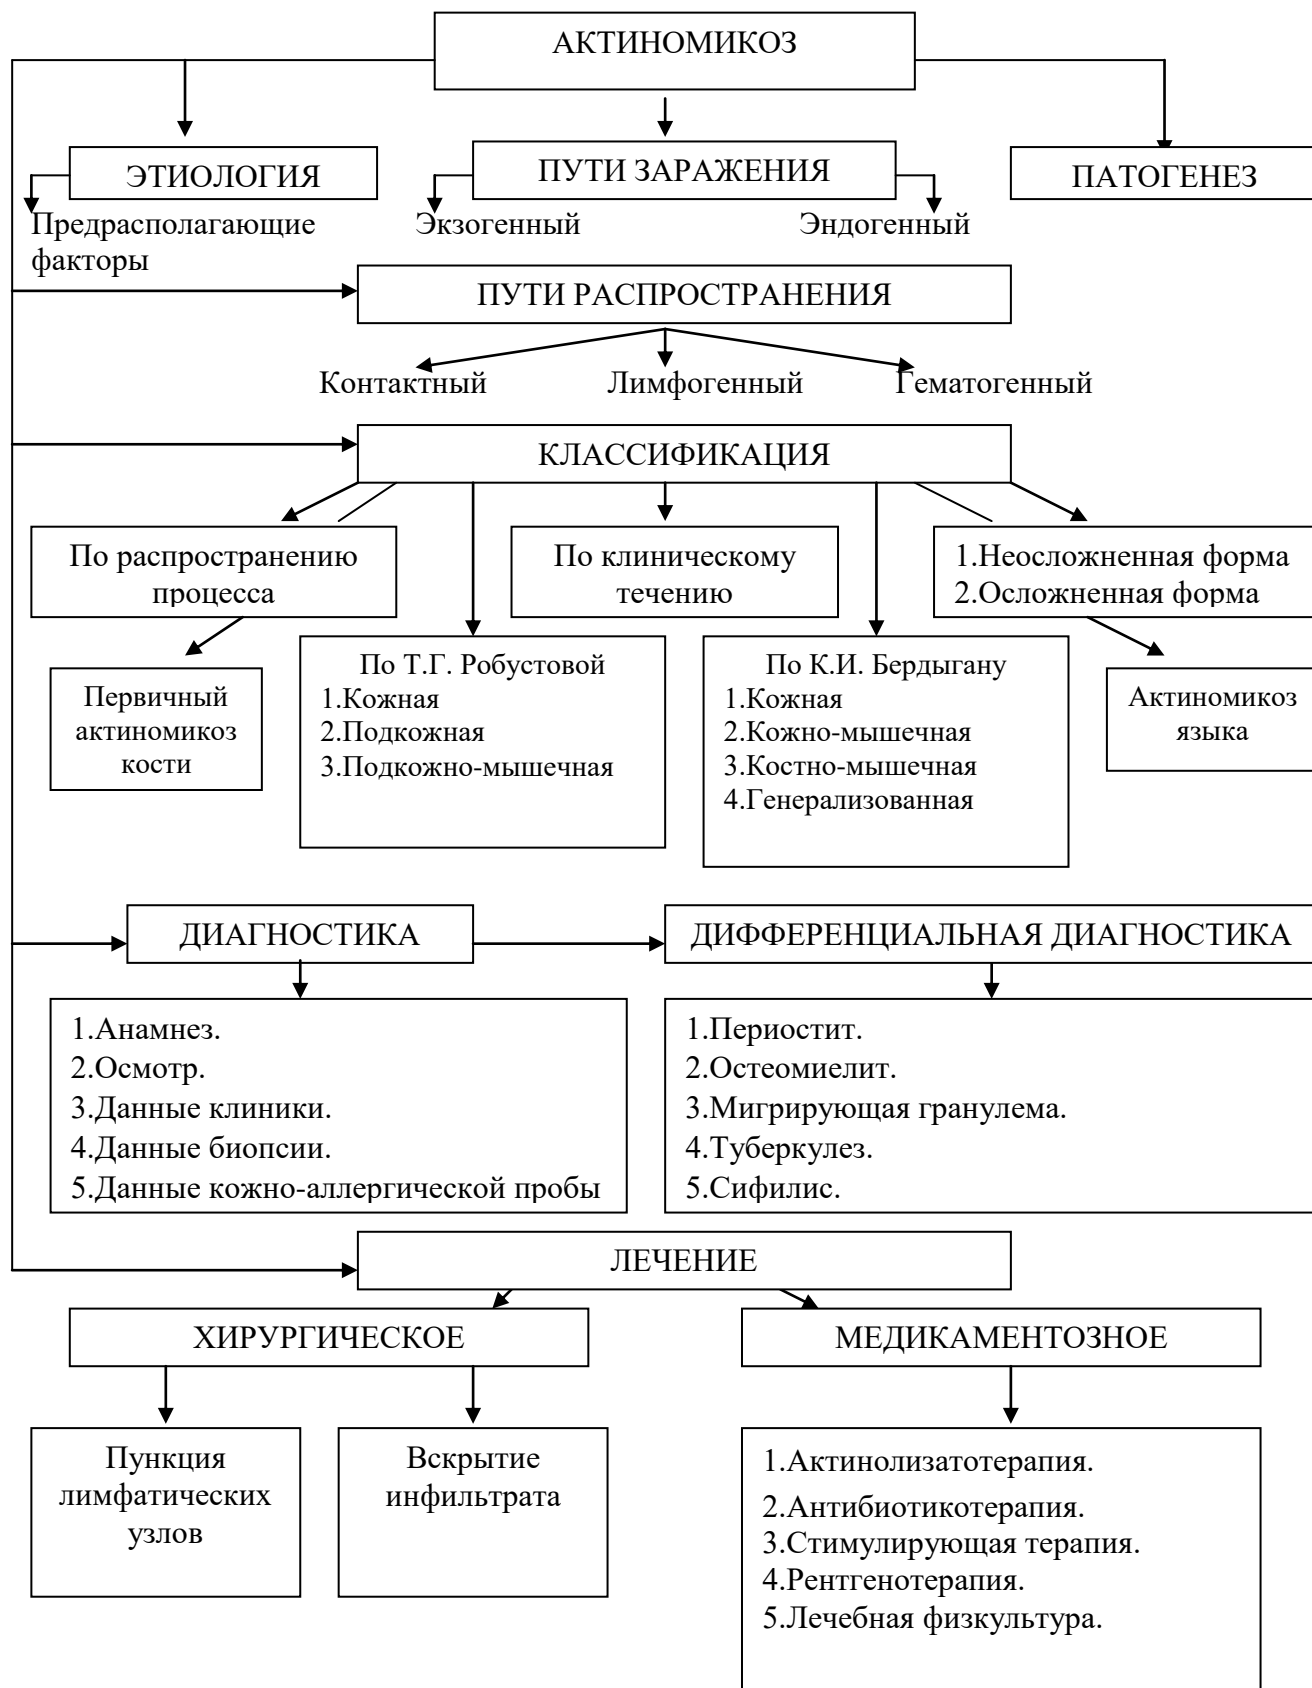 АКТИНОМИКОЗ
ЭТИОЛОГИЯ
ПУТИ ЗАРАЖЕНИЯ
ПАТОГЕНЕЗ
Предрасполагающие
факторы
Экзогенный
Эндогенный
ПУТИ РАСПРОСТРАНЕНИЯ
Контактный
Лимфогенный
Гематогенный
КЛАССИФИКАЦИЯ
По распространению
процесса
По клиническому
течению
1.Неосложненная форма
2.Осложненная форма
Первичный
актиномикоз
кости
По Т.Г. Робустовой
1.Кожная
2.Подкожная
3.Подкожно-мышечная
По К.И. Бердыгану
1.Кожная
2.Кожно-мышечная
3.Костно-мышечная
4.Генерализованная
Актиномикоз
языка
ДИАГНОСТИКА
ДИФФЕРЕНЦИАЛЬНАЯ ДИАГНОСТИКА
1.Анамнез.
2.Осмотр.
3.Данные клиники.
4.Данные биопсии.
5.Данные кожно-аллергической пробы
1.Периостит.
2.Остеомиелит.
3.Мигрирующая гранулема.
4.Туберкулез.
5.Сифилис.
ЛЕЧЕНИЕ
ХИРУРГИЧЕСКОЕ
МЕДИКАМЕНТОЗНОЕ
Пункция
лимфатических
узлов
Вскрытие
инфильтрата
1.Актинолизатотерапия.
2.Антибиотикотерапия.
3.Стимулирующая терапия.
4.Рентгенотерапия.
5.Лечебная физкультура.